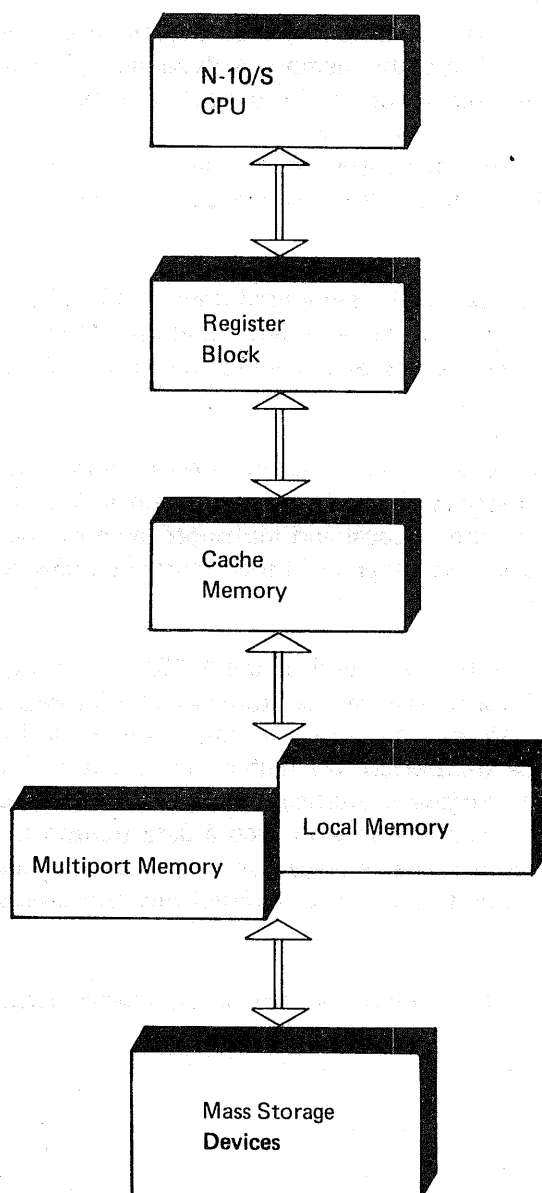 N-10/S
CPU
Register
Block
Cache
Memory
Local Memory
Multiport Memory
Mass Storage
Devices